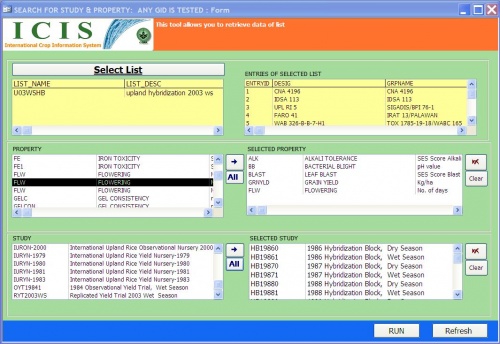 SEARCH FOR STUDY & PROPERTY: ANY GID IS TESTED : Form
ICIS
International Crop Information System
This tool allows you to retrieve data of list
Select List
LIST_NAME LIST_DESC
U03WSHB upland hybridization 2003 ws
ENTRIES OF SELECTED LIST
ENTRYID DESIG GRPNAME
1 CNA 4196 CNA 4196
2 IDSA 113 IDSA 113
3 UPL RI 5 SIGADIS/BPI 76-1
4 FARO 41 IRAT 13/PALAWAN
5 WAB 326-B-B-7-H1 TOX 1785-19-18/WABC 165
PROPERTY
FE IRON TOXICITY
FE1 IRON TOXICITY
FLW FLOWERING
FLW FLOWERING
FLW FLOWERING
GELC GEL CONSISTENCY
GELCON GEL CONSISTENCY
All
SELECTED PROPERTY
ALK ALKALI TOLERANCE SES Score Alkali
BB BACTERIAL BLIGHT pH value
BLAST LEAF BLAST SES Score Blast
GRNYLD GRAIN YIELD Kg/ha
FLW FLOWERING No. of days
Clear
STUDY
IURON-2000 International Upland Rice Observational Nursery 2000
IURYN-1979 International Upland Rice Yield Nursery-1979
IURYN-1980 International Upland Rice Yield Nursery-1980
IURYN-1981 International Upland Rice Yield Nursery-1981
IURYN-1983 International Upland Rice Yield Nursery-1983
OYT19841 1984 Observational Yield Trial, Wet Season
RYT2003WS Replicated Yield Trial 2003 Wet Season
All
SELECTED STUDY
HB19860 1986 Hybridization Block, Dry Season
HB19861 1986 Hybridization Block, Wet Season
HB19870 1987 Hybridization Block, Dry Season
HB19871 1987 Hybridization Block, Wet Season
HB19880 1988 Hybridization Block, Dry Season
HB19881 1988 Hybridization Block, Wet Season
Clear
RUN
Refresh